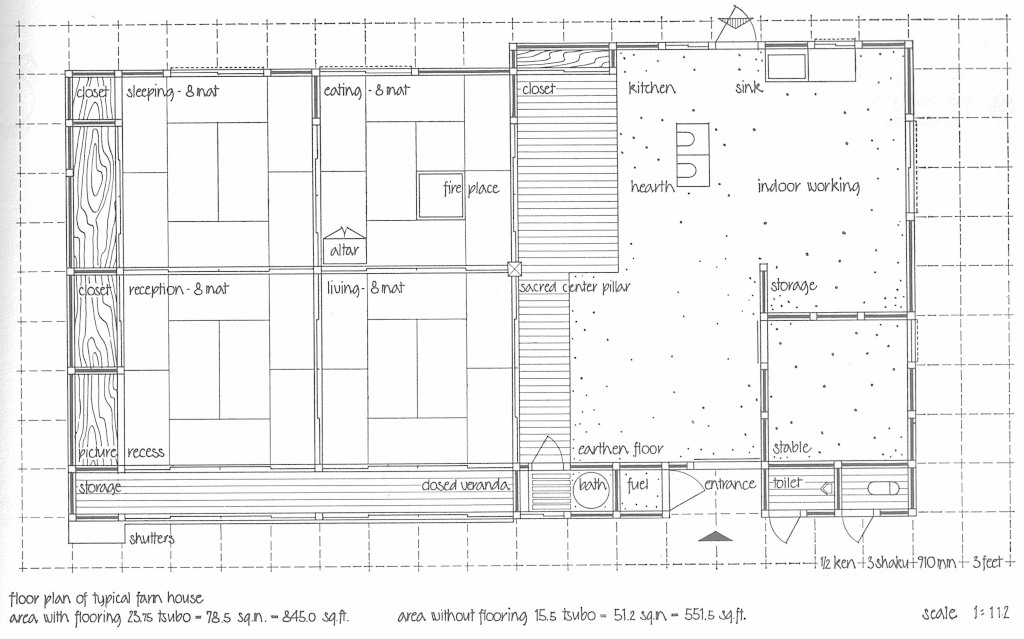 closet sleeping - 8 mat eating - 8 mat closet kitchen sink
fire place hearth indoor working
altar
closet reception - 8 mat living - 8 mat sacred center pillar storage
picture recess earthen floor stable
storage closed veranda bath fuel entrance toilet
shutters
1/2 ken = 3 shaku = 910 mm = 3 feet
floor plan of typical farm house
area with flooring 23.75 tsubo = 78.5 sq.m. = 845.0 sq.ft. area without flooring 15.5 tsubo = 51.2 sq.m = 551.5 sq.ft. scale 1:112